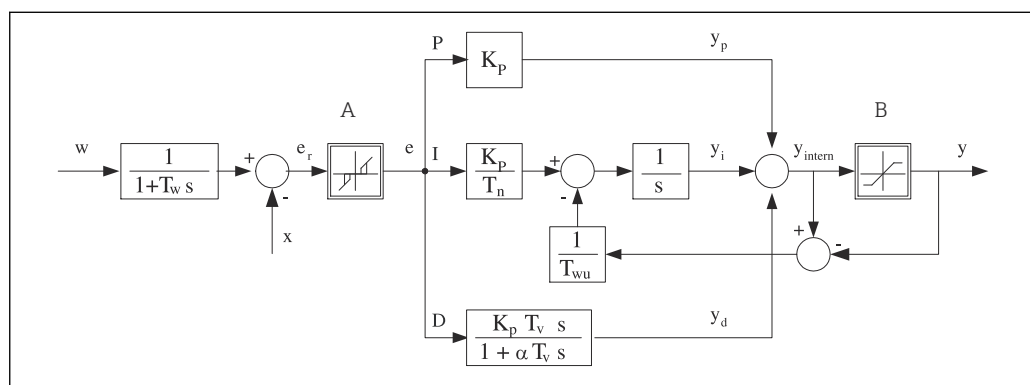 P
y_p
K_P
A
B
w
1
1+T_w s
+
-
e_r
e
I
K_P
T_n
+
-
1
s
y_i
y_intern
y
x
1
T_wu
+
-
D
K_p T_v s
1 + α T_v s
y_d